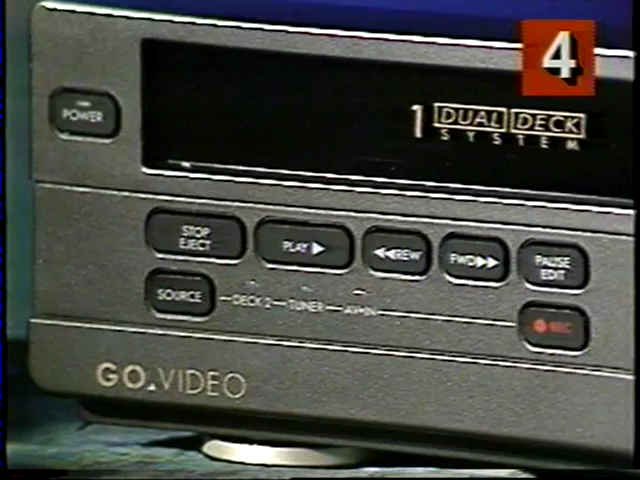 4
POWER
1 DUAL DECK
SYSTEM
STOP EJECT
PLAY ▶
◀◀REW
FWD▶▶
PAUSE EDIT
SOURCE
DECK 2 TUNER AV-IN
REC
GO VIDEO